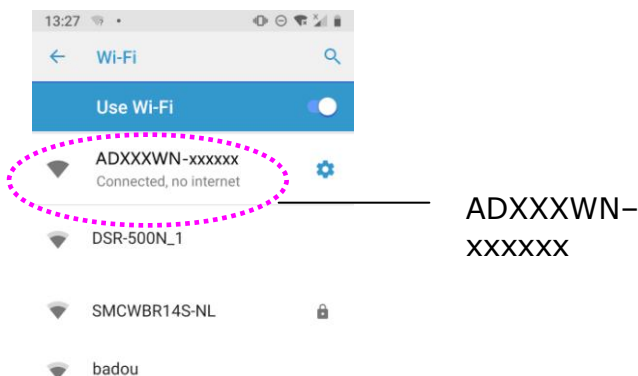 13:27
Wi-Fi
Use Wi-Fi
ADXXXWN-xxxxxx
Connected, no internet
ADXXXWN–
xxxxxx
DSR-500N_1
SMCWBR14S-NL
badou